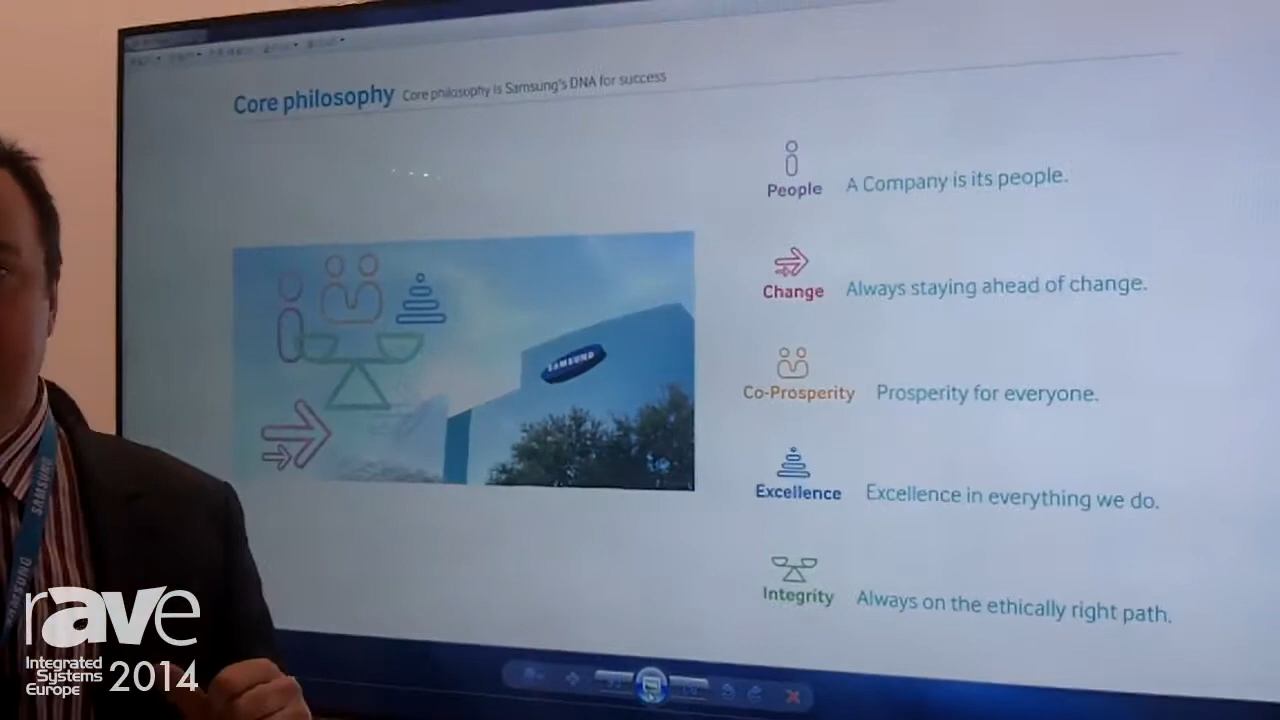 Core philosophy Core philosophy is Samsung's DNA for success
People A Company is its people.
Change Always staying ahead of change.
SAMSUNG
Co-Prosperity Prosperity for everyone.
Excellence Excellence in everything we do.
Integrity Always on the ethically right path.
SAMSUNG
SAMSUNG
rAVe
Integrated
Systems
Europe 2014